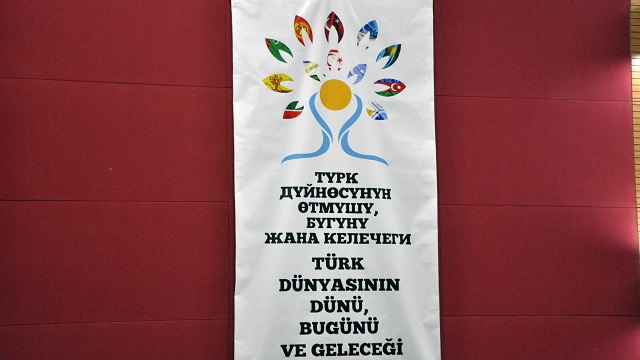 ТҮРК
ДҮЙНӨСҮНҮН
ӨТМҮШҮ,
БҮГҮНҮ
ЖАНА КЕЛЕЧЕГИ
TÜRK
DÜNYASININ
DÜNÜ,
BUGÜNÜ
VE GELECEĞİ